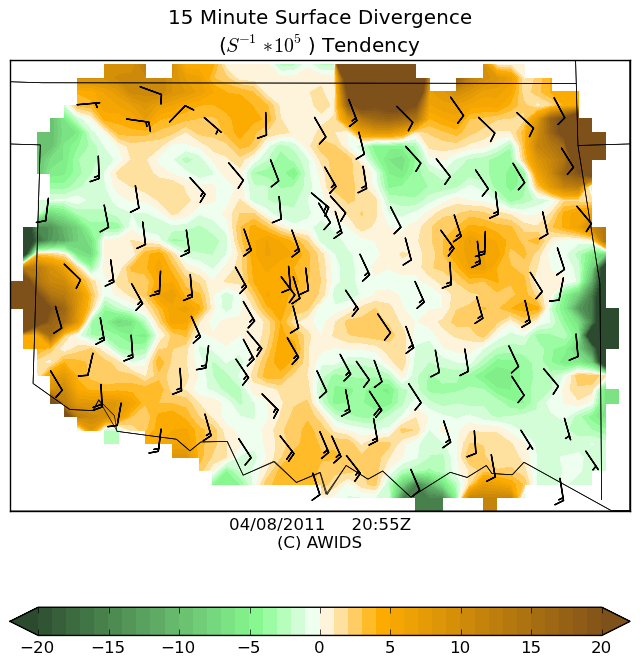 15 Minute Surface Divergence
(S⁻¹ *10⁵ ) Tendency
04/08/2011 20:55Z
(C) AWIDS
−20 −15 −10 −5 0 5 10 15 20